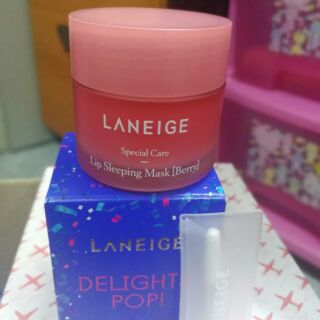 LANEIGE
Special Care
Lip Sleeping Mask [Berry]
LANEIGE
DELIGHT
POP!
LANEIGE